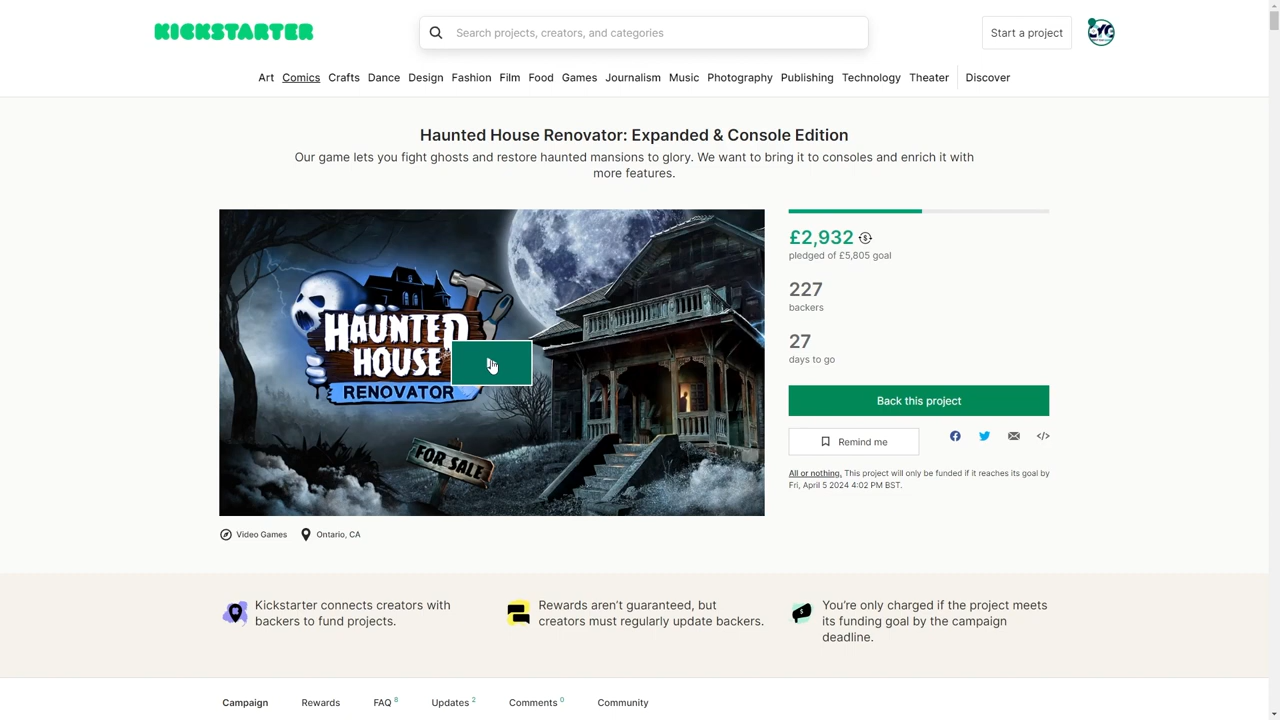 KICKSTARTER
Search projects, creators, and categories
Start a project
Art Comics Crafts Dance Design Fashion Film Food Games Journalism Music Photography Publishing Technology Theater Discover
Haunted House Renovator: Expanded & Console Edition
Our game lets you fight ghosts and restore haunted mansions to glory. We want to bring it to consoles and enrich it with
more features.
HAUNTED
HOUSE
RENOVATOR
FOR SALE
£2,932
pledged of £5,805 goal
227
backers
27
days to go
Back this project
Remind me
All or nothing. This project will only be funded if it reaches its goal by
Fri, April 5 2024 4:02 PM BST.
Video Games Ontario, CA
Kickstarter connects creators with
backers to fund projects.
Rewards aren't guaranteed, but
creators must regularly update backers.
You're only charged if the project meets
its funding goal by the campaign
deadline.
Campaign Rewards FAQ 8 Updates 2 Comments 0 Community